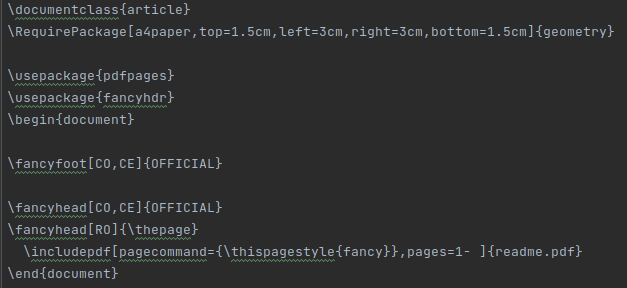 \documentclass{article}
\RequirePackage[a4paper,top=1.5cm,left=3cm,right=3cm,bottom=1.5cm]{geometry}
\usepackage{pdfpages}
\usepackage{fancyhdr}
\begin{document}
\fancyfoot[CO,CE]{OFFICIAL}
\fancyhead[CO,CE]{OFFICIAL}
\fancyhead[RO]{\thepage}
\includepdf[pagecommand={\thispagestyle{fancy}},pages=1- ]{readme.pdf}
\end{document}